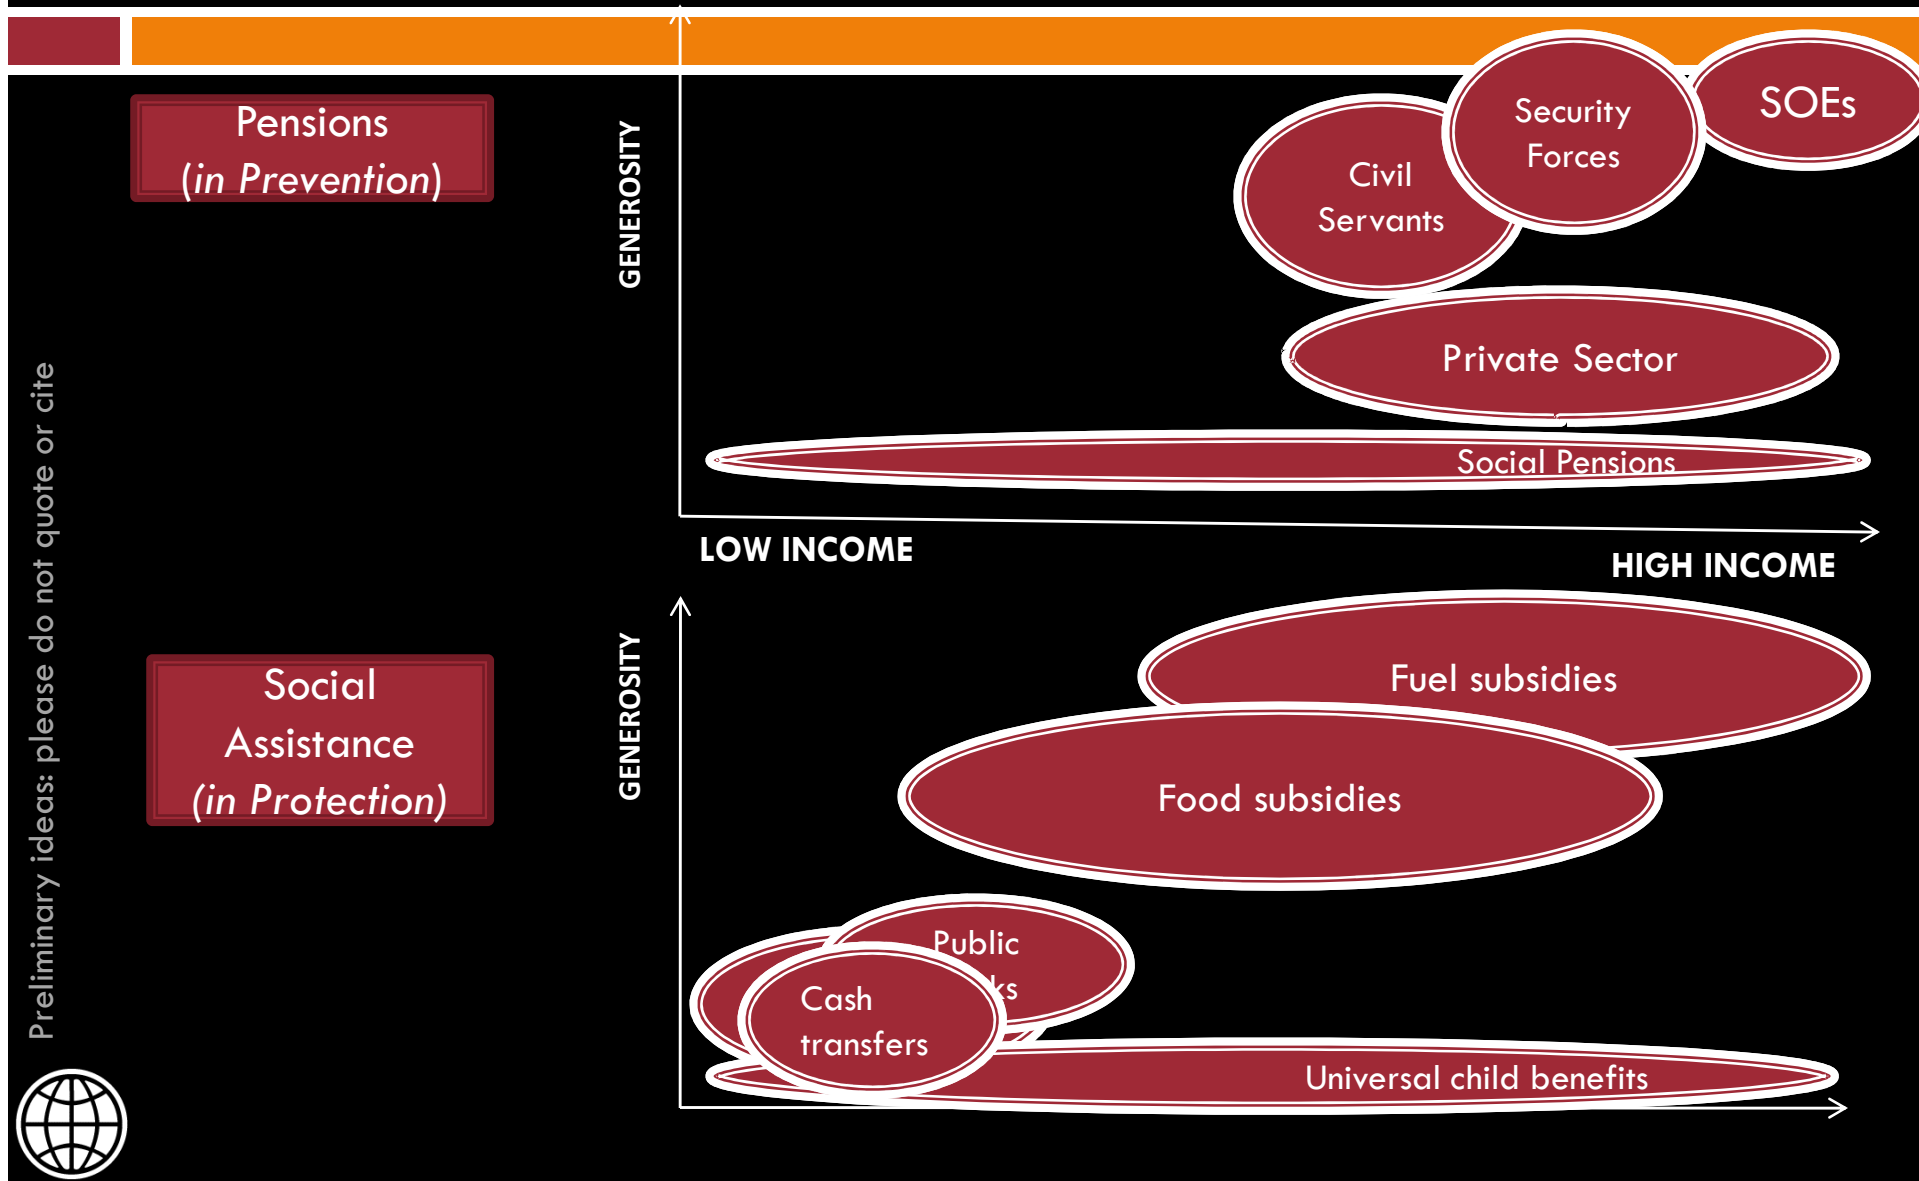 Pensions
(in Prevention)
GENEROSITY
Civil
Servants
Security
Forces
SOEs
Private Sector
Social Pensions
LOW INCOME
HIGH INCOME
Social
Assistance
(in Protection)
GENEROSITY
Fuel subsidies
Food subsidies
Public
ks
Cash
transfers
Universal child benefits
Preliminary ideas: please do not quote or cite